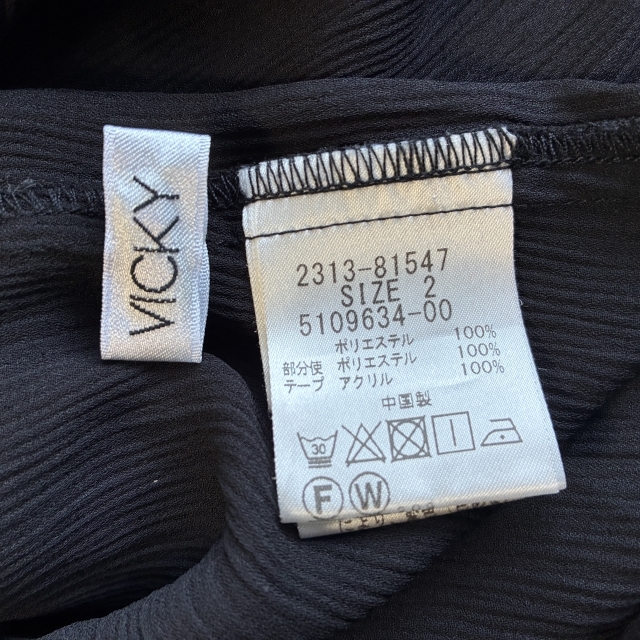 VICKY
2313-81547
SIZE 2
5109634-00
ポリエステル 100%
部分使 ポリエステル 100%
テープ アクリル 100%
中国製
30
F W